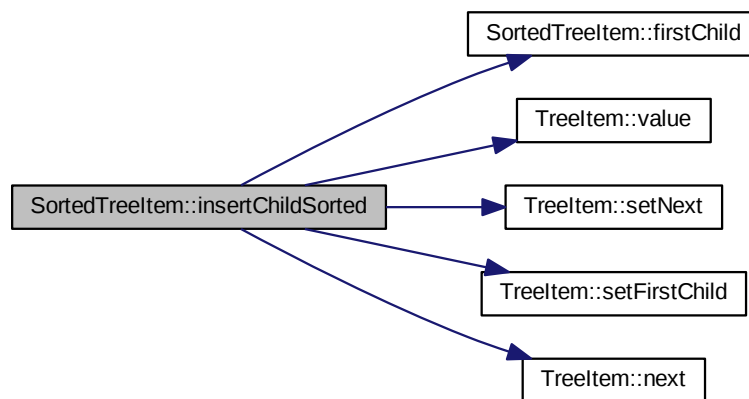 SortedTreeItem::firstChild
TreeItem::value
SortedTreeItem::insertChildSorted
TreeItem::setNext
TreeItem::setFirstChild
TreeItem::next